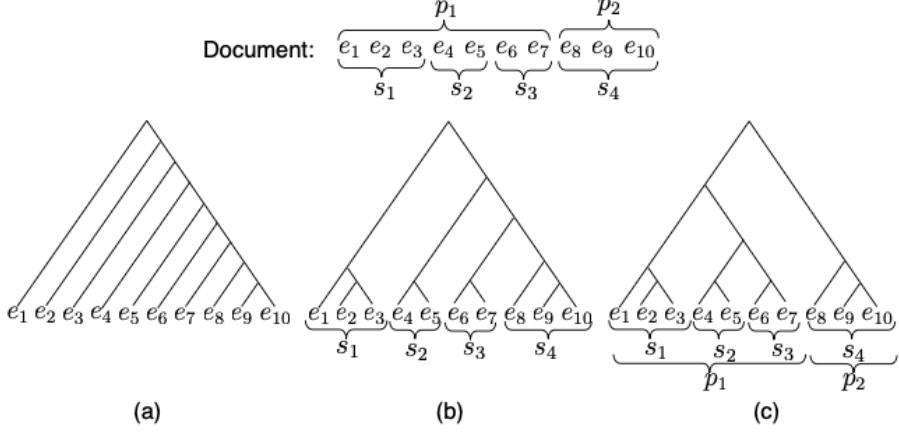 p₁ p₂
Document: e₁ e₂ e₃ e₄ e₅ e₆ e₇ e₈ e₉ e₁₀
s₁ s₂ s₃ s₄
e₁ e₂ e₃ e₄ e₅ e₆ e₇ e₈ e₉ e₁₀ e₁ e₂ e₃ e₄ e₅ e₆ e₇ e₈ e₉ e₁₀ e₁ e₂ e₃ e₄ e₅ e₆ e₇ e₈ e₉ e₁₀
s₁ s₂ s₃ s₄ s₁ s₂ s₃ s₄
p₁ p₂
(a) (b) (c)